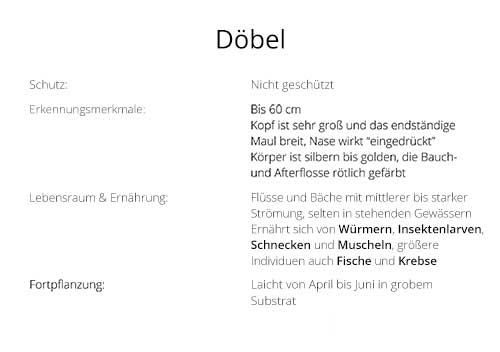 Döbel
Schutz: Nicht geschützt
Erkennungsmerkmale: Bis 60 cm
Kopf ist sehr groß und das endständige
Maul breit, Nase wirkt "eingedrückt"
Körper ist silbern bis golden, die Bauch-
und Afterflosse rötlich gefärbt
Lebensraum & Ernährung: Flüsse und Bäche mit mittlerer bis starker
Strömung, selten in stehenden Gewässern
Ernährt sich von Würmern, Insektenlarven,
Schnecken und Muscheln, größere
Individuen auch Fische und Krebse
Fortpflanzung: Laicht von April bis Juni in grobem
Substrat